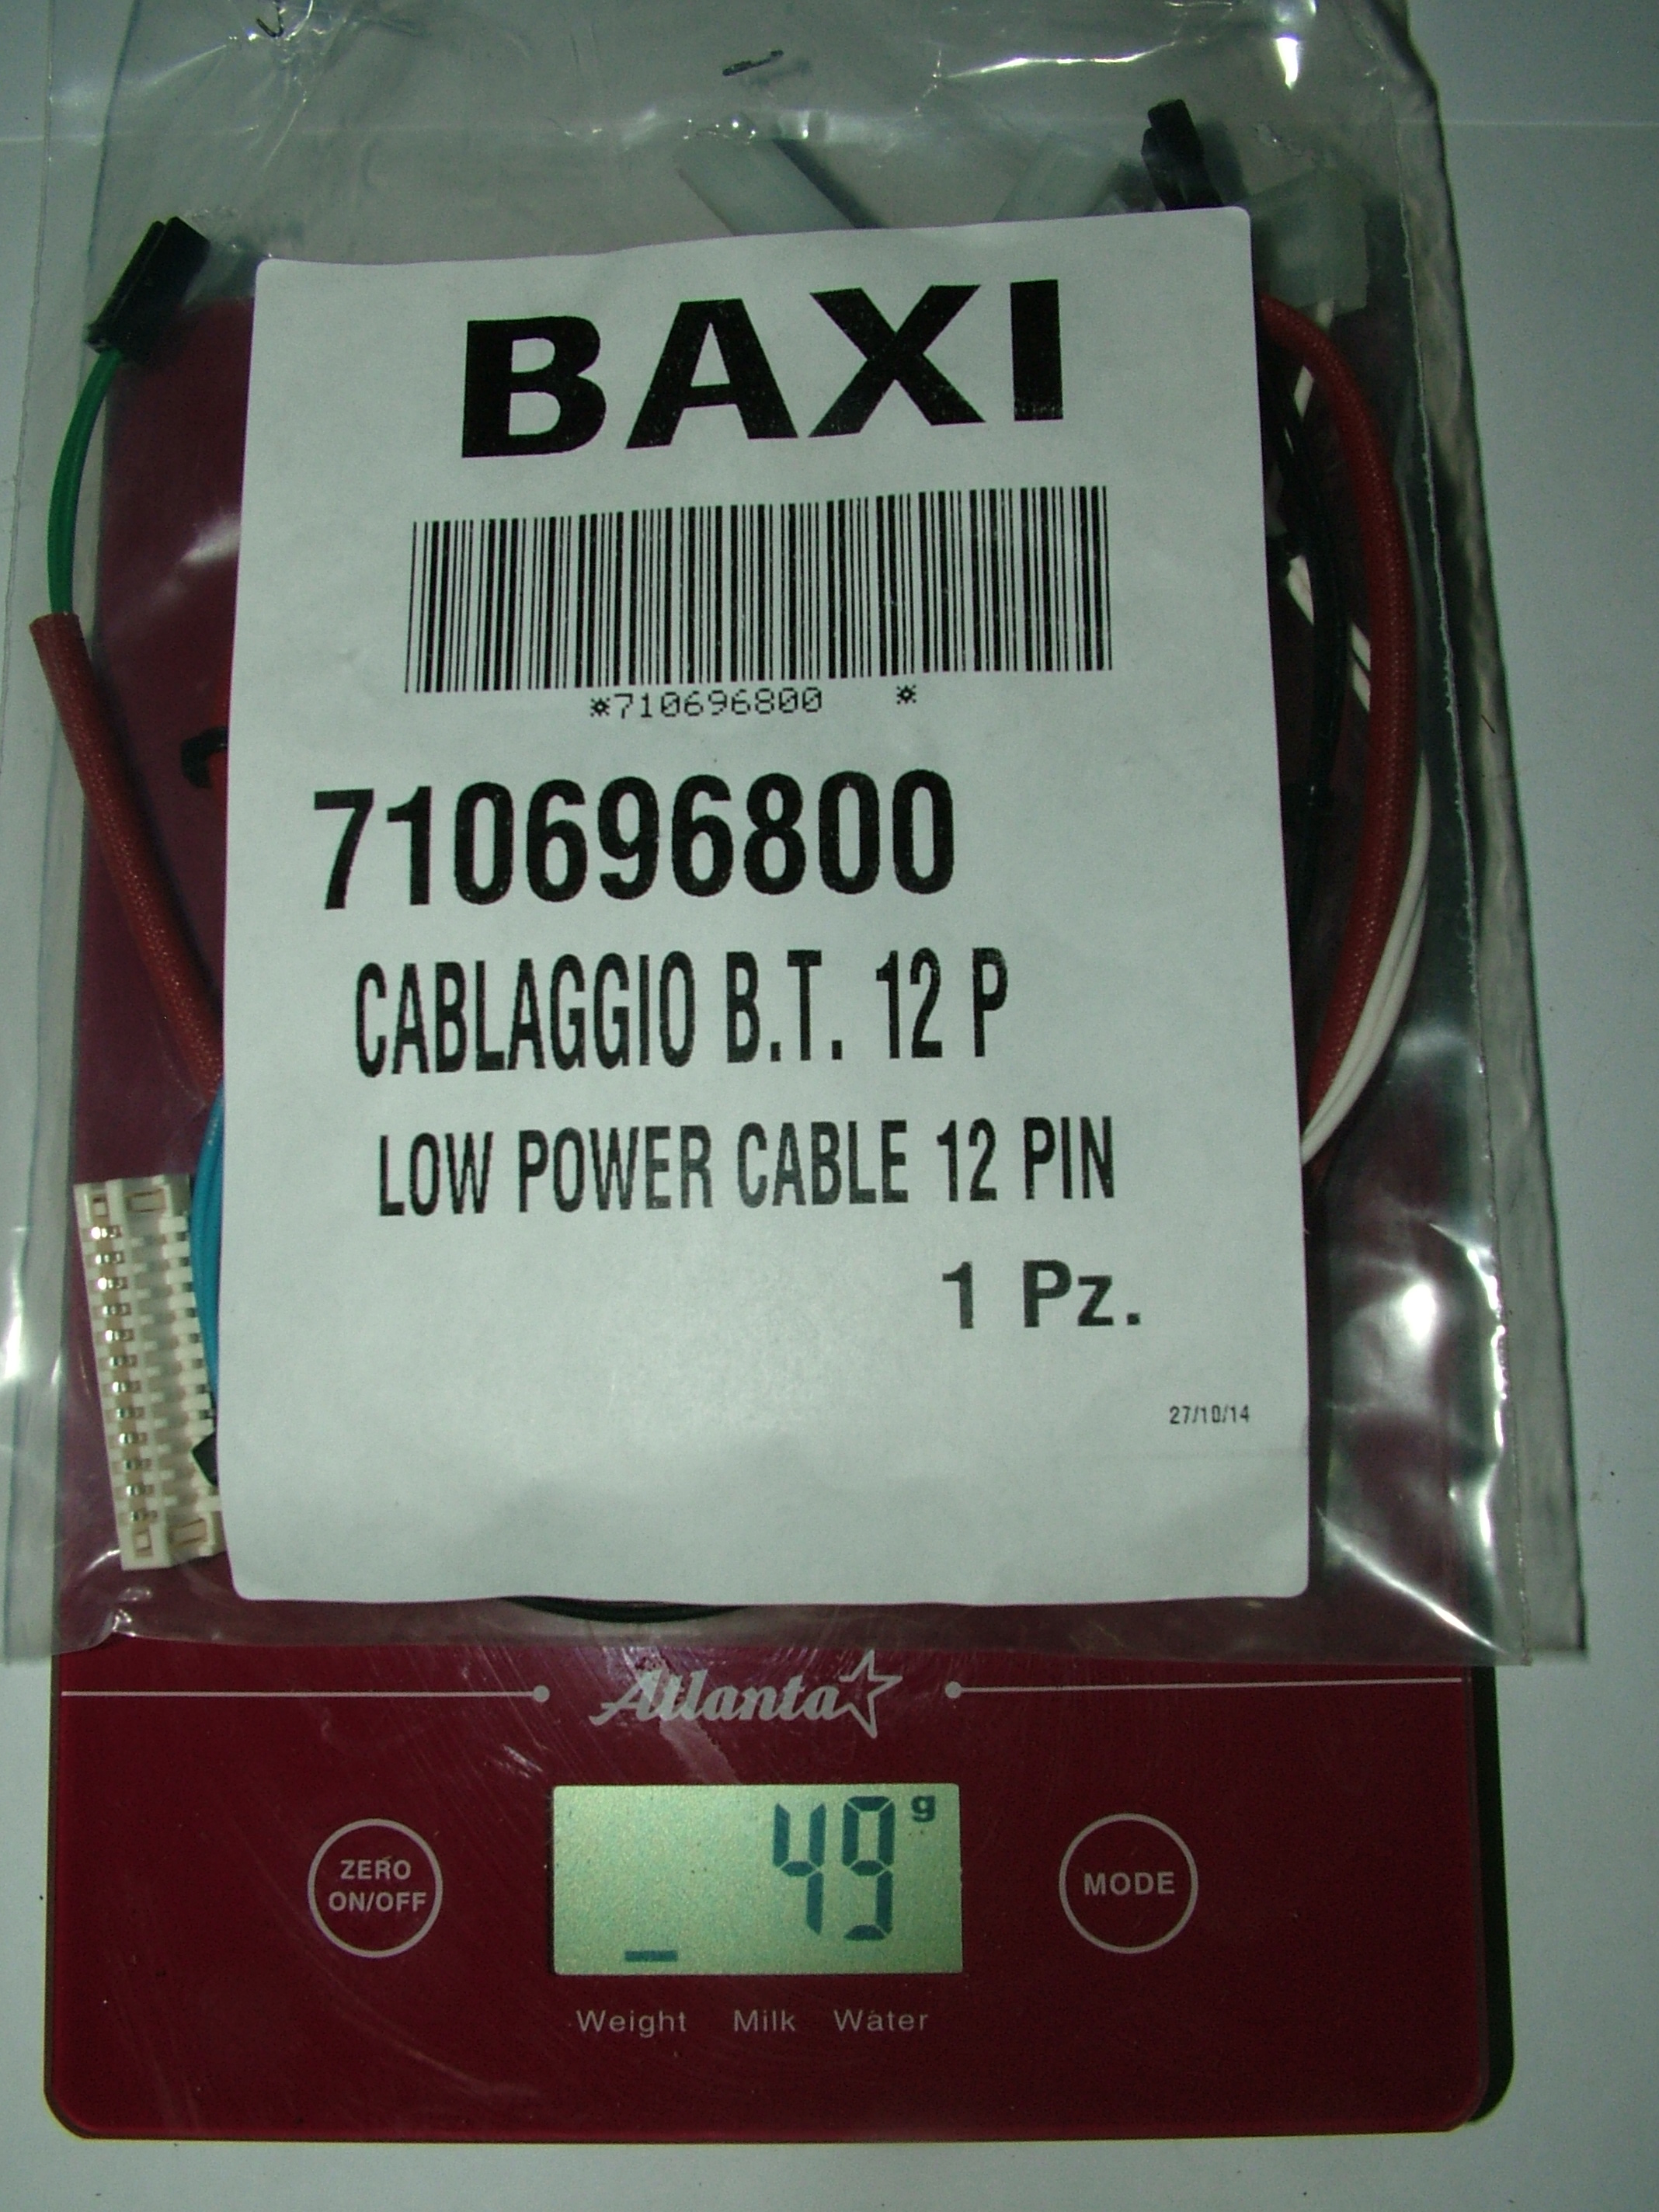 BAXI
*710696800 *
710696800
CABLAGGIO B.T. 12 P
LOW POWER CABLE 12 PIN
1 Pz.
27/10/14
Atlanta
49 g
ZERO
ON/OFF
MODE
Weight Milk Water